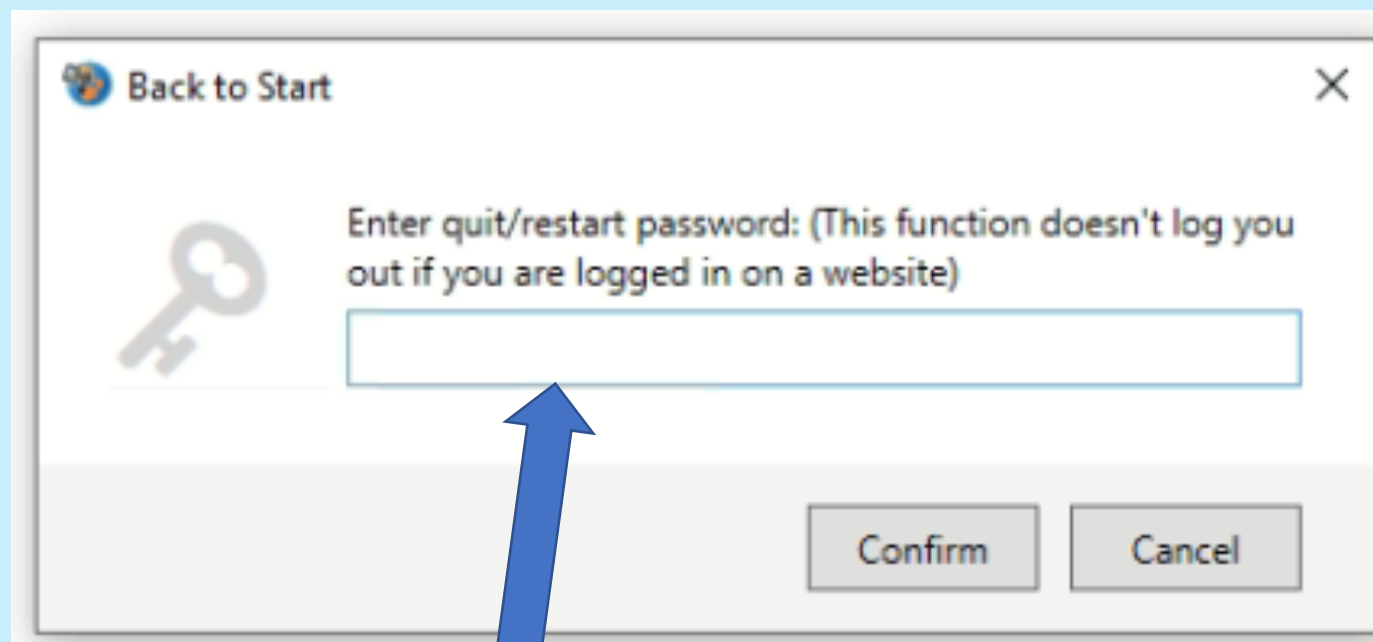 Back to Start
Enter quit/restart password: (This function doesn't log you
out if you are logged in on a website)
Confirm
Cancel